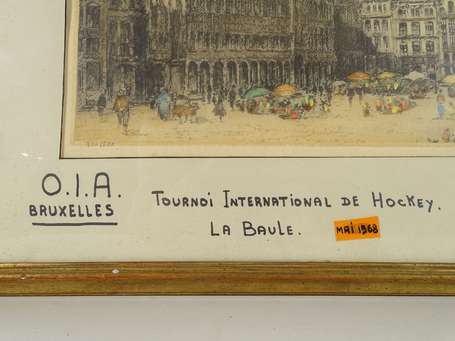 O.I.A.
BRUXELLES
TOURNOI INTERNATIONAL DE HOCKEY.
LA BAULE.
MAI 1968